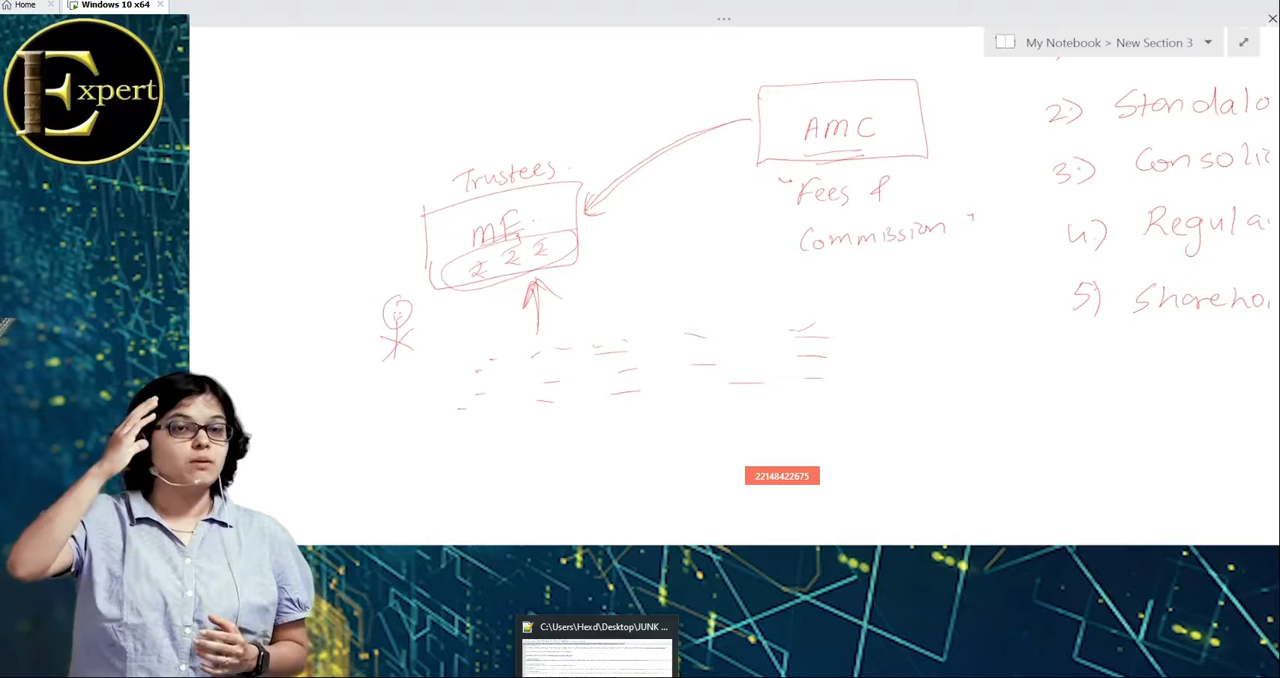 Home
Windows 10 x64
Expert
My Notebook > New Section 3
AMC
Trustees
MF
Fees &
Commission
2) Standalo
3) Consoli
4) Regula
5) Shareho
22148422675
C:\Users\Hexd\Desktop\JUNK ...